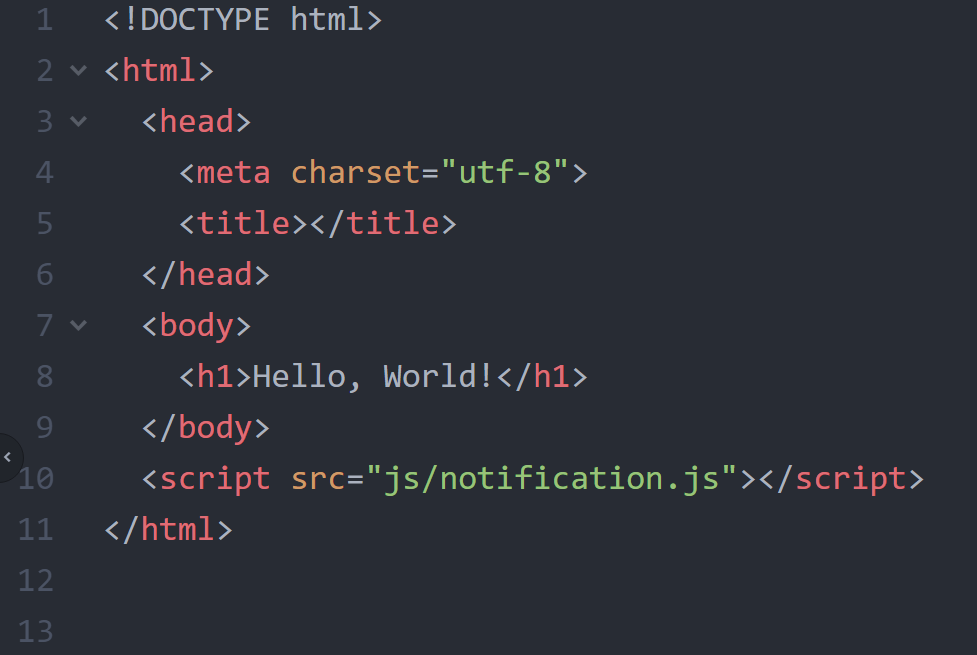 1 <!DOCTYPE html>
2 <html>
3 <head>
4 <meta charset="utf-8">
5 <title></title>
6 </head>
7 <body>
8 <h1>Hello, World!</h1>
9 </body>
10 <script src="js/notification.js"></script>
11 </html>
12
13